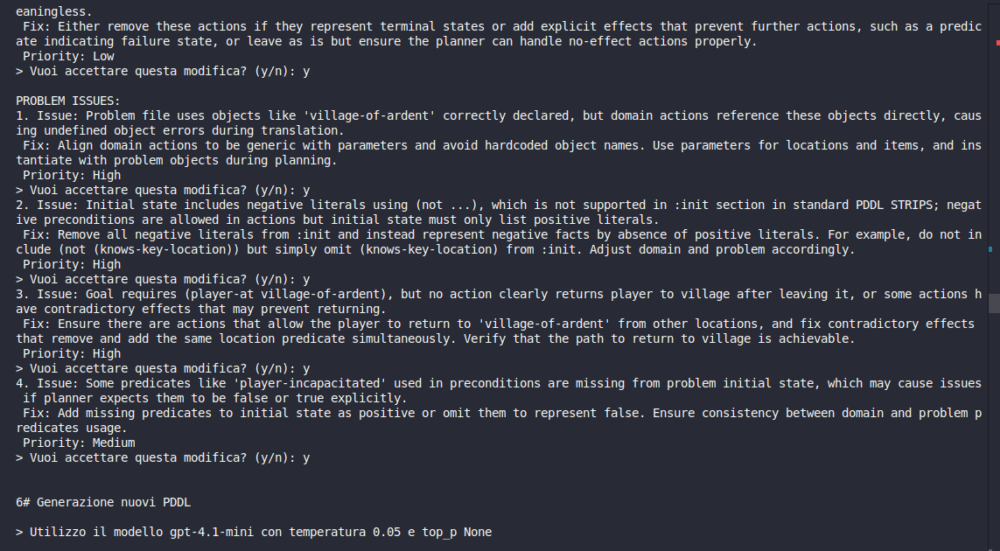 eaningless.
 Fix: Either remove these actions if they represent terminal states or add explicit effects that prevent further actions, such as a predic
ate indicating failure state, or leave as is but ensure the planner can handle no-effect actions properly.
 Priority: Low
> Vuoi accettare questa modifica? (y/n): y
PROBLEM ISSUES:
1. Issue: Problem file uses objects like 'village-of-ardent' correctly declared, but domain actions reference these objects directly, caus
ing undefined object errors during translation.
 Fix: Align domain actions to be generic with parameters and avoid hardcoded object names. Use parameters for locations and items, and ins
tantiate with problem objects during planning.
 Priority: High
> Vuoi accettare questa modifica? (y/n): y
2. Issue: Initial state includes negative literals using (not ...), which is not supported in :init section in standard PDDL STRIPS; negat
ive preconditions are allowed in actions but initial state must only list positive literals.
 Fix: Remove all negative literals from :init and instead represent negative facts by absence of positive literals. For example, do not in
clude (not (knows-key-location)) but simply omit (knows-key-location) from :init. Adjust domain and problem accordingly.
 Priority: High
> Vuoi accettare questa modifica? (y/n): y
3. Issue: Goal requires (player-at village-of-ardent), but no action clearly returns player to village after leaving it, or some actions h
ave contradictory effects that may prevent returning.
 Fix: Ensure there are actions that allow the player to return to 'village-of-ardent' from other locations, and fix contradictory effects
that remove and add the same location predicate simultaneously. Verify that the path to return to village is achievable.
 Priority: High
> Vuoi accettare questa modifica? (y/n): y
4. Issue: Some predicates like 'player-incapacitated' used in preconditions are missing from problem initial state, which may cause issues
 if planner expects them to be false or true explicitly.
 Fix: Add missing predicates to initial state as positive or omit them to represent false. Ensure consistency between domain and problem p
redicates usage.
 Priority: Medium
> Vuoi accettare questa modifica? (y/n): y
6# Generazione nuovi PDDL
> Utilizzo il modello gpt-4.1-mini con temperatura 0.05 e top_p None